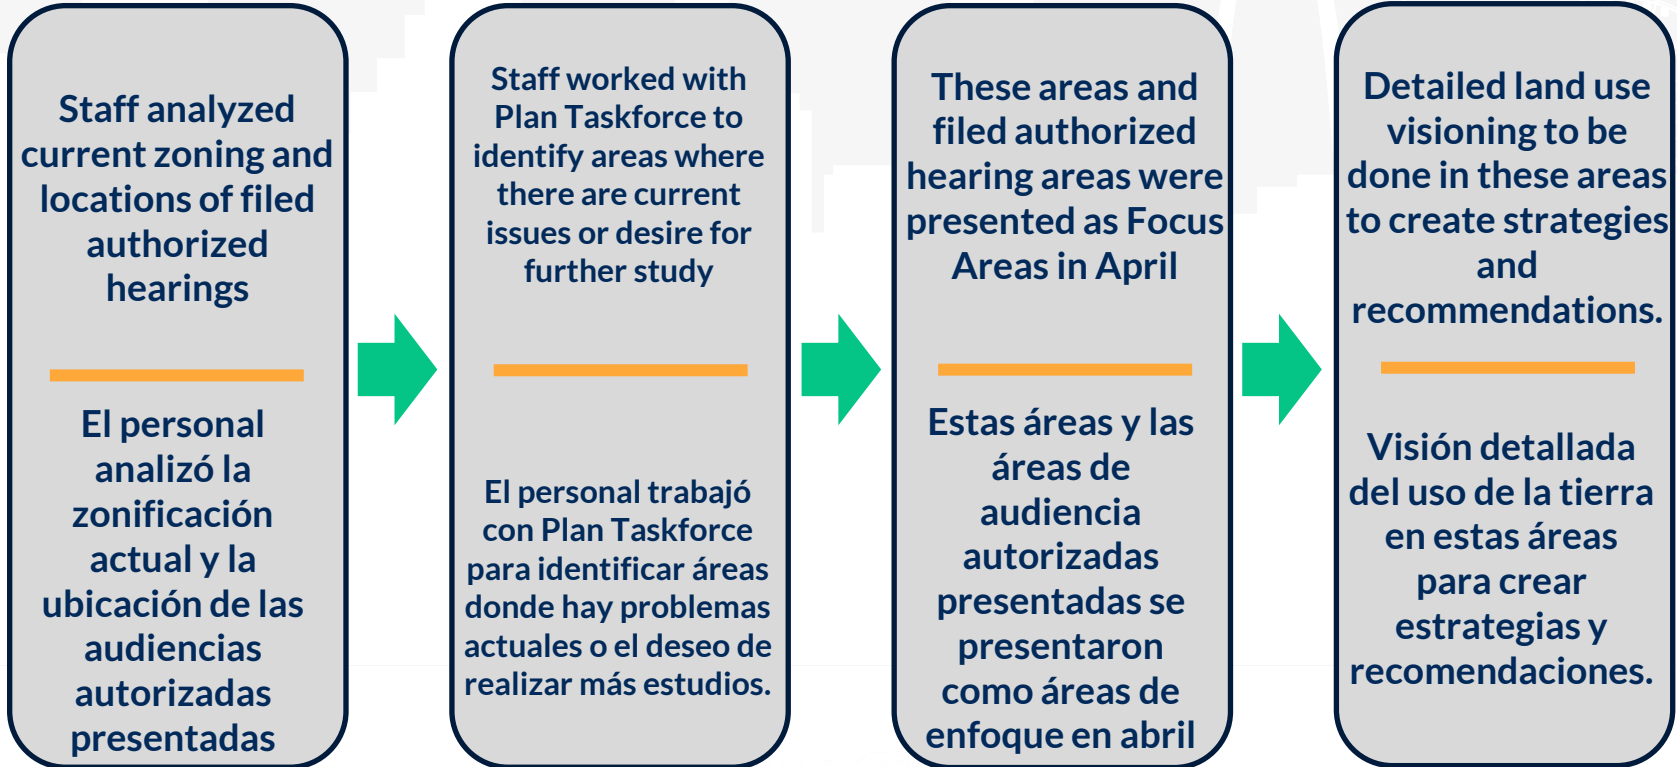 Staff analyzed
current zoning and
locations of filed
authorized
hearings
El personal
analizó la
zonificación
actual y la
ubicación de las
audiencias
autorizadas
presentadas
Staff worked with
Plan Taskforce to
identify areas where
there are current
issues or desire for
further study
El personal trabajó
con Plan Taskforce
para identificar áreas
donde hay problemas
actuales o el deseo de
realizar más estudios.
These areas and
filed authorized
hearing areas were
presented as Focus
Areas in April
Estas áreas y las
áreas de
audiencia
autorizadas
presentadas se
presentaron
como áreas de
enfoque en abril
Detailed land use
visioning to be
done in these areas
to create strategies
and
recommendations.
Visión detallada
del uso de la tierra
en estas áreas
para crear
estrategias y
recomendaciones.